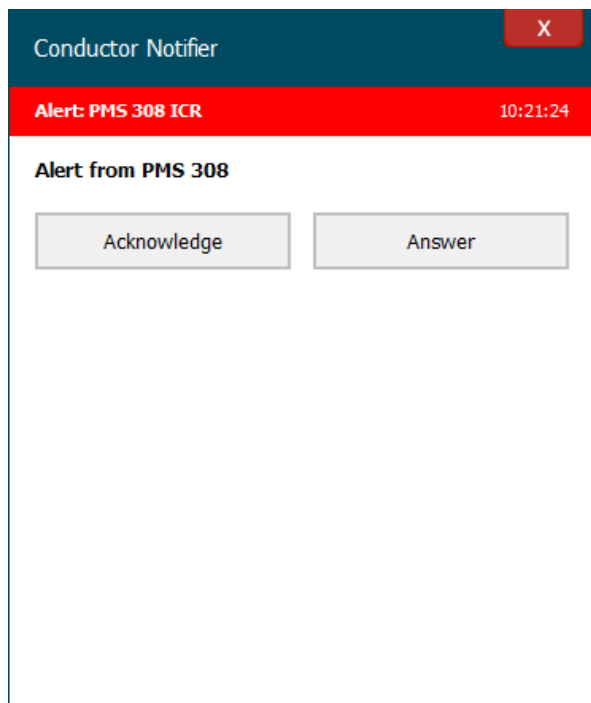 X
Conductor Notifier
Alert: PMS 308 ICR 10:21:24
Alert from PMS 308
Acknowledge Answer